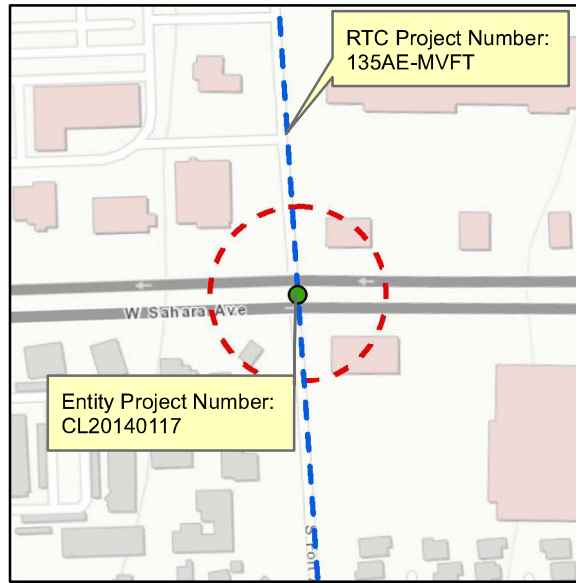 RTC Project Number:
135AE-MVFT
W Sahara Ave
Entity Project Number:
CL20140117